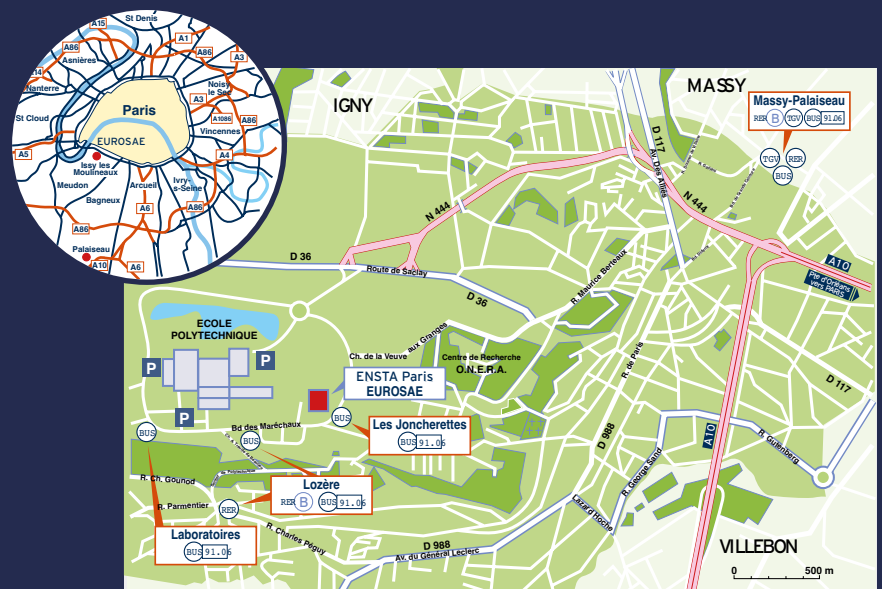 St Denis
A15
A1
A86
A86
A3
Asnières
A14
Nanterre
Noisy
le Sec
A3
Paris
A1086
A86
St Cloud
Vincennes
EUROSAE
A5
A4
Issy les
Moulineaux
Meudon
Arcueil
Ivry-
s-Seine
Bagneux
A6
A86
A86
Palaiseau
A10
A6
IGNY
MASSY
Massy-Palaiseau
RER B TGV BUS 91.06
TGV RER
BUS
D 117
Av. Des Alliés
N 444
N 444
A10
Pte d'Orléans
vers PARIS
D 36
Route de Saclay
D 36
R. Maurice Berteaux
ECOLE
POLYTECHNIQUE
aux Granges
Ch. de la Veuve
Centre de Recherche
O.N.E.R.A.
R. de Paris
P
P
P
ENSTA Paris
EUROSAE
D 117
BUS
Les Joncherettes
BUS 91.06
Bd des Maréchaux
BUS
BUS
D 988
A10
R. Gutenberg
R. George Sand
R. Ch. Gounod
Lozère
RER B BUS 91.06
R. Parmentier
RER
Lazard Hoche
Laboratoires
BUS 91.06
R. Charles Péguy
D 988
Av. du Général Leclerc
VILLEBON
0 500 m